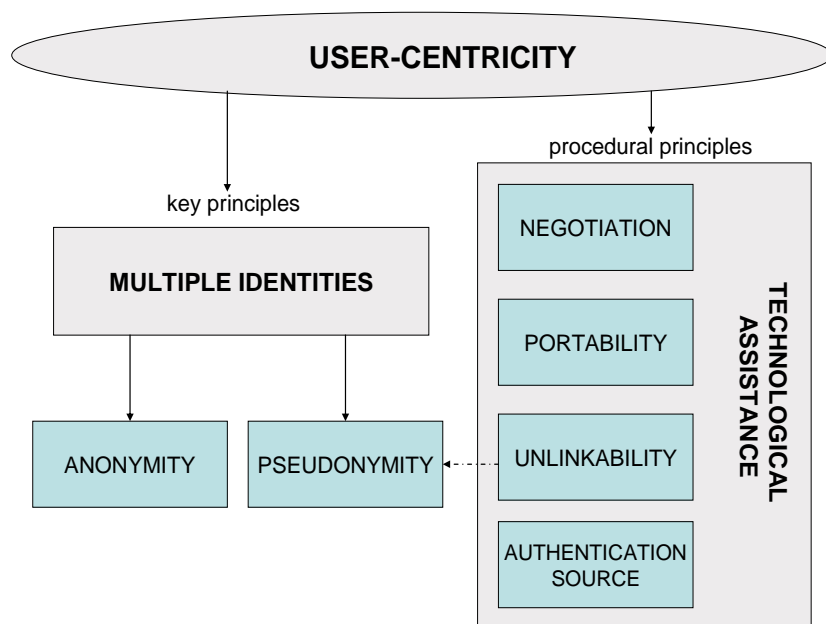 USER-CENTRICITY
procedural principles
key principles
MULTIPLE IDENTITIES
ANONYMITY
PSEUDONYMITY
NEGOTIATION
PORTABILITY
UNLINKABILITY
AUTHENTICATION
SOURCE
TECHNOLOGICAL
ASSISTANCE